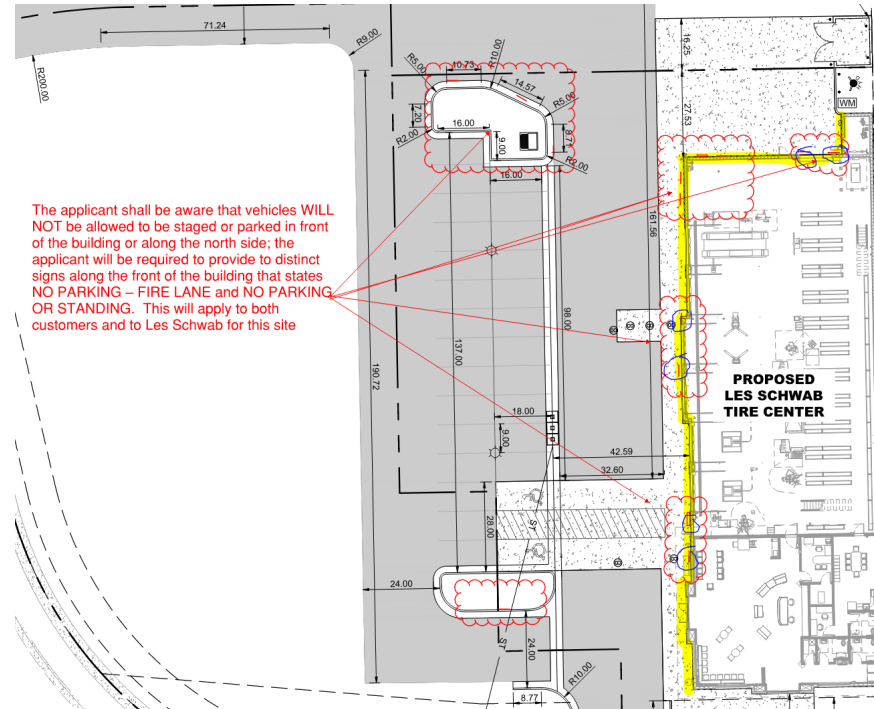 71.24
R9.00
R200.00
R5.00
10.73
R10.00
14.57
R5.00
7.20
16.00
R2.00
9.00
8.77
R9.00
16.00
16.25
27.53
WM
161.56
The applicant shall be aware that vehicles WILL
NOT be allowed to be staged or parked in front
of the building or along the north side; the
applicant will be required to provide to distinct
signs along the front of the building that states
NO PARKING – FIRE LANE and NO PARKING
OR STANDING. This will apply to both
customers and to Les Schwab for this site
98.00
137.00
190.72
PROPOSED
LES SCHWAB
TIRE CENTER
18.00
9.00
42.59
32.60
28.00
ST
24.00
24.00
ST
R10.00
8.77